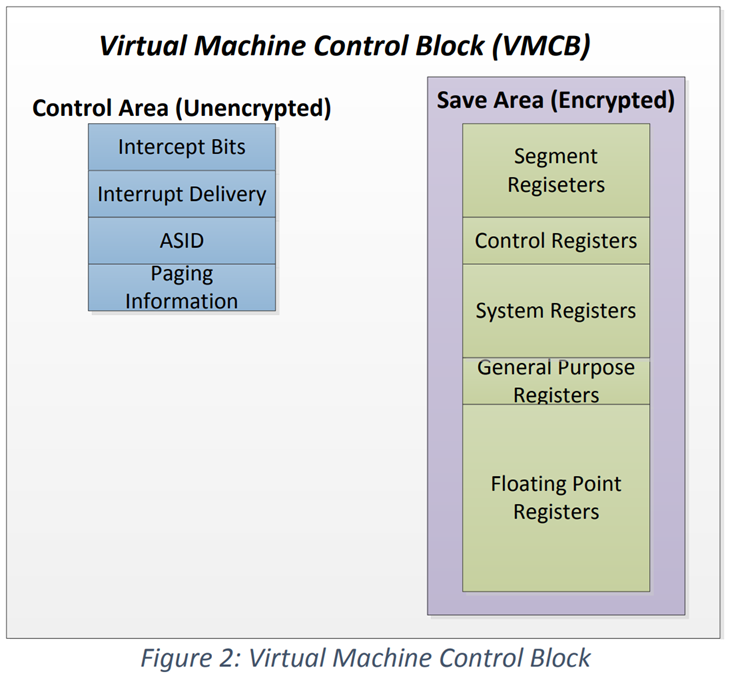 Virtual Machine Control Block (VMCB)
Control Area (Unencrypted)
Intercept Bits
Interrupt Delivery
ASID
Paging
Information
Save Area (Encrypted)
Segment
Regiseters
Control Registers
System Registers
General Purpose
Registers
Floating Point
Registers
Figure 2: Virtual Machine Control Block